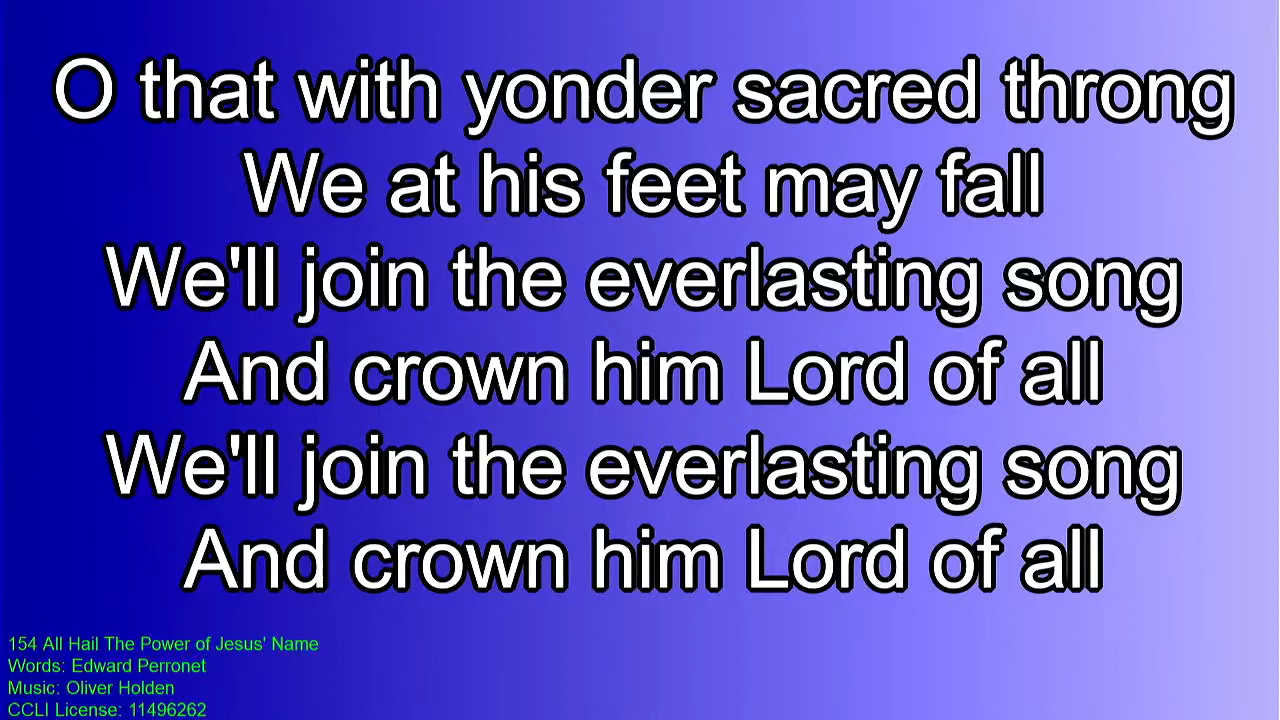 O that with yonder sacred throng
We at his feet may fall
We'll join the everlasting song
And crown him Lord of all
We'll join the everlasting song
And crown him Lord of all
154 All Hail The Power of Jesus' Name
Words: Edward Perronet
Music: Oliver Holden
CCLI License: 11496262